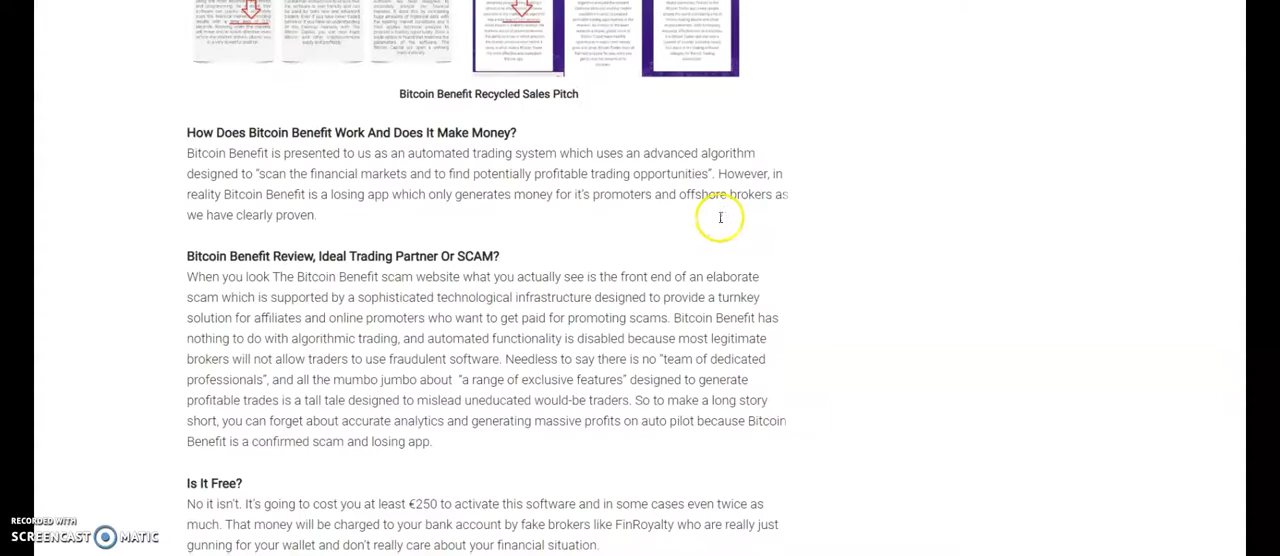 Bitcoin Benefit Recycled Sales Pitch
How Does Bitcoin Benefit Work And Does It Make Money?
Bitcoin Benefit is presented to us as an automated trading system which uses an advanced algorithm
designed to “scan the financial markets and to find potentially profitable trading opportunities”. However, in
reality Bitcoin Benefit is a losing app which only generates money for it’s promoters and offshore brokers as
we have clearly proven.
Bitcoin Benefit Review, Ideal Trading Partner Or SCAM?
When you look The Bitcoin Benefit scam website what you actually see is the front end of an elaborate
scam which is supported by a sophisticated technological infrastructure designed to provide a turnkey
solution for affiliates and online promoters who want to get paid for promoting scams. Bitcoin Benefit has
nothing to do with algorithmic trading, and automated functionality is disabled because most legitimate
brokers will not allow traders to use fraudulent software. Needless to say there is no “team of dedicated
professionals”, and all the mumbo jumbo about “a range of exclusive features” designed to generate
profitable trades is a tall tale designed to mislead uneducated would-be traders. So to make a long story
short, you can forget about accurate analytics and generating massive profits on auto pilot because Bitcoin
Benefit is a confirmed scam and losing app.
Is It Free?
No it isn’t. It’s going to cost you at least €250 to activate this software and in some cases even twice as
much. That money will be charged to your bank account by fake brokers like FinRoyalty who are really just
gunning for your wallet and don’t really care about your financial situation.
RECORDED WITH
SCREENCAST MATIC